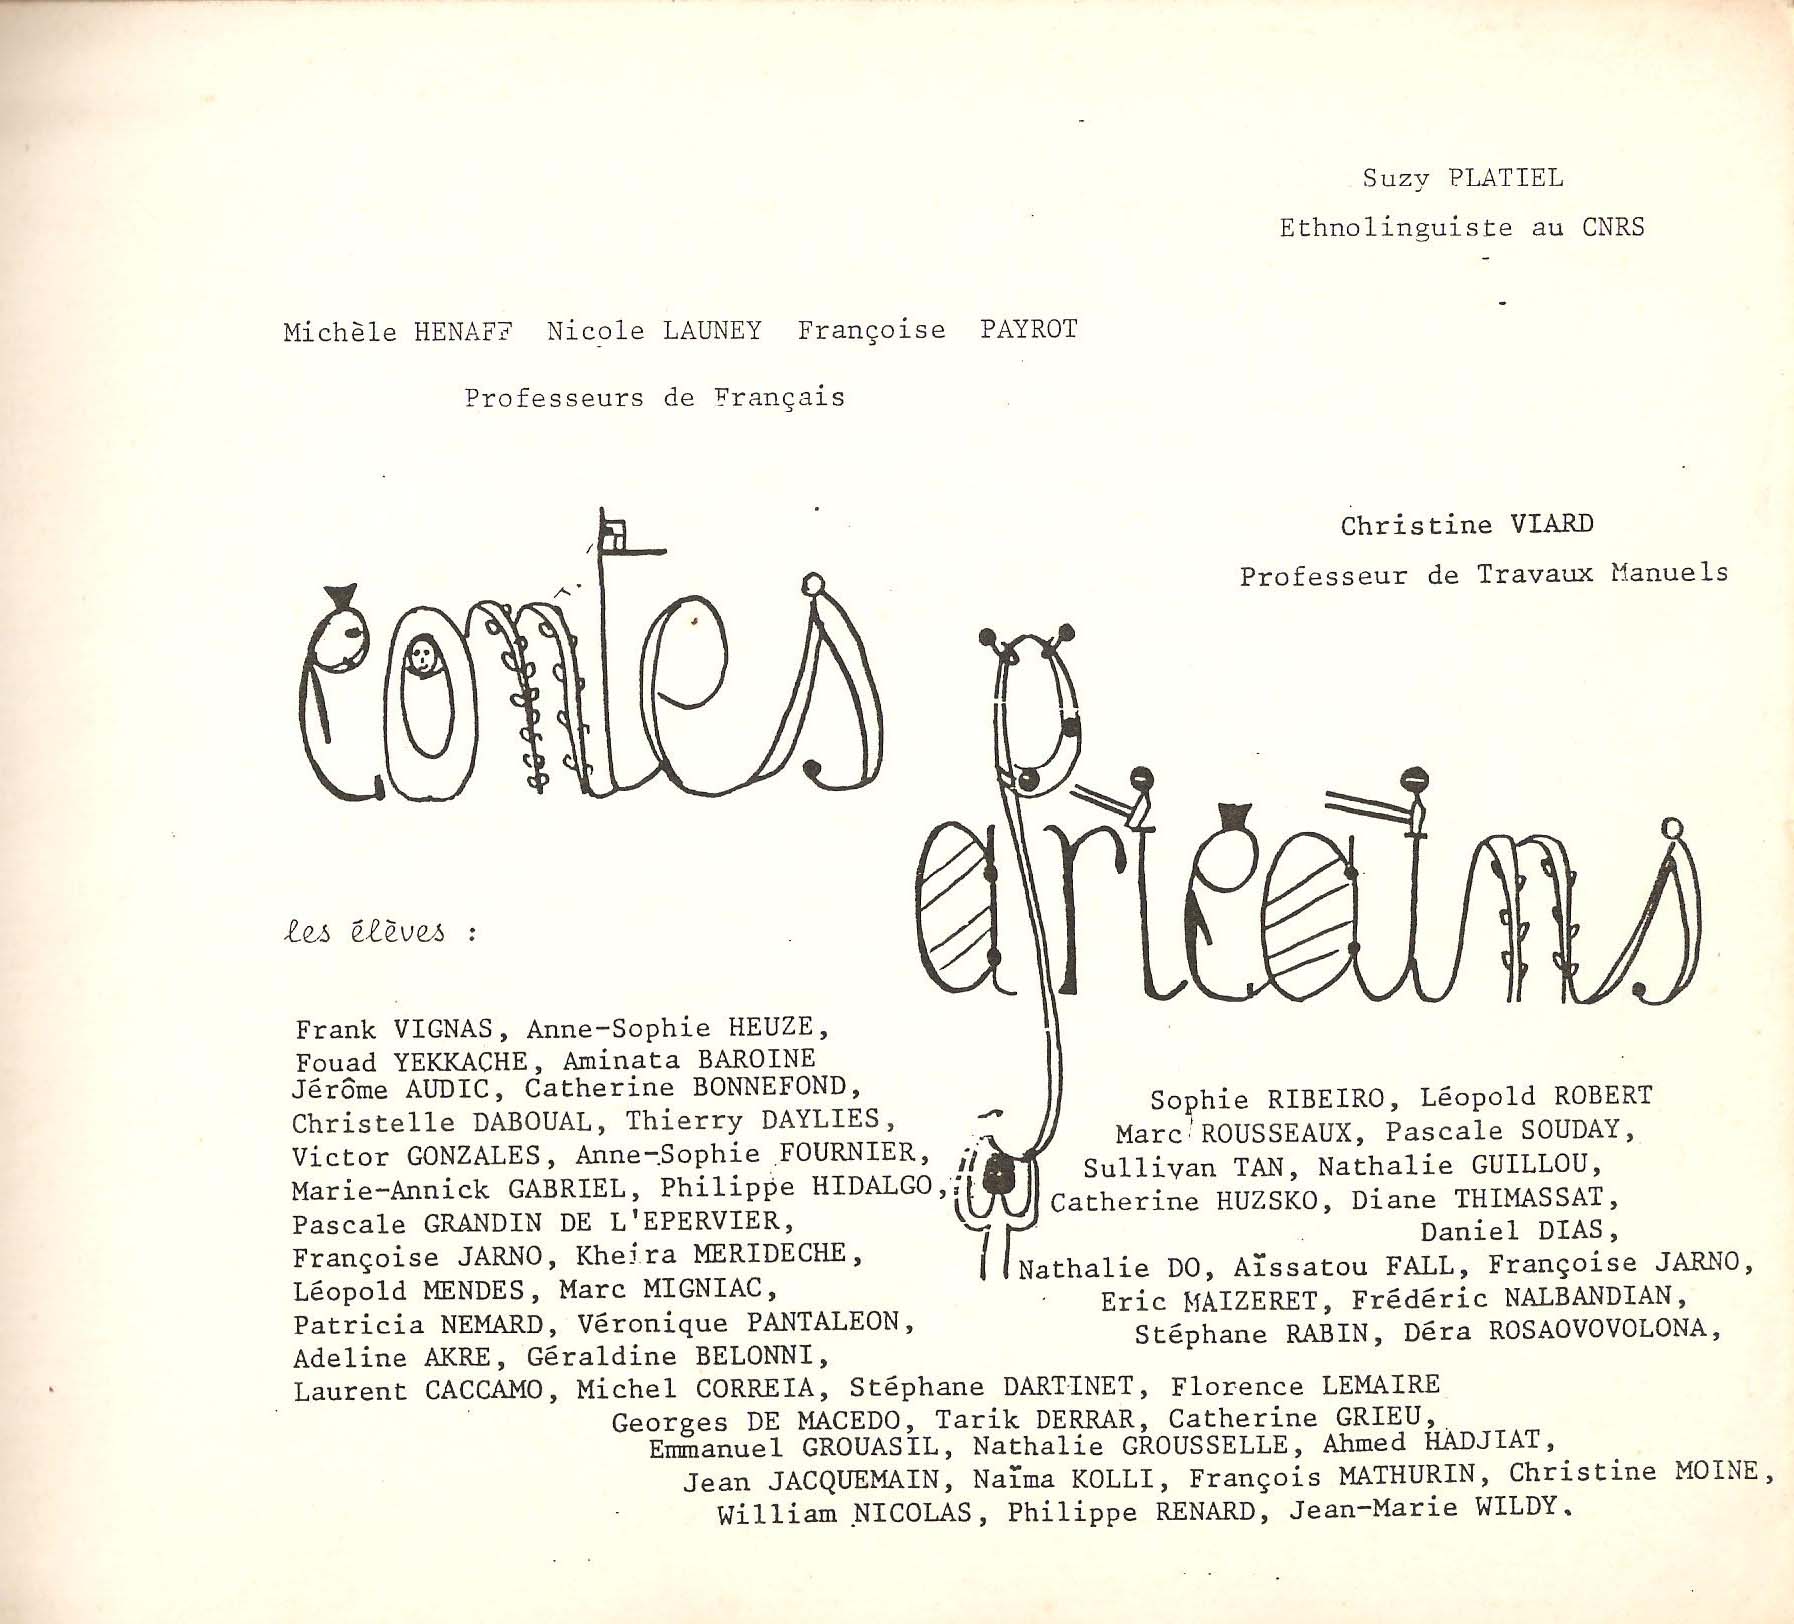 Suzy PLATIEL
Ethnolinguiste au CNRS
Michèle HENAFF Nicole LAUNEY Françoise PAYROT
Professeurs de Français
Christine VIARD
Professeur de Travaux Manuels
contes
africains
les élèves :
Frank VIGNAS, Anne-Sophie HEUZE,
Fouad YEKKACHE, Aminata BAROINE
Jérôme AUDIC, Catherine BONNEFOND,
Christelle DABOUAL, Thierry DAYLIES,
Victor GONZALES, Anne-Sophie FOURNIER,
Marie-Annick GABRIEL, Philippe HIDALGO,
Pascale GRANDIN DE L'EPERVIER,
Françoise JARNO, Kheira MERIDECHE,
Léopold MENDES, Marc MIGNIAC,
Patricia NEMARD, Véronique PANTALEON,
Adeline AKRE, Géraldine BELONNI,
Sophie RIBEIRO, Léopold ROBERT
Marc ROUSSEAUX, Pascale SOUDAY,
Sullivan TAN, Nathalie GUILLOU,
Catherine HUZSKO, Diane THIMASSAT,
Daniel DIAS,
Nathalie DO, Aïssatou FALL, Françoise JARNO,
Eric MAIZERET, Frédéric NALBANDIAN,
Stéphane RABIN, Déra ROSAOVOVOLONA,
Laurent CACCAMO, Michel CORREIA, Stéphane DARTINET, Florence LEMAIRE
Georges DE MACEDO, Tarik DERRAR, Catherine GRIEU,
Emmanuel GROUASIL, Nathalie GROUSSELLE, Ahmed HADJIAT,
Jean JACQUEMAIN, Naïma KOLLI, François MATHURIN, Christine MOINE,
William NICOLAS, Philippe RENARD, Jean-Marie WILDY.